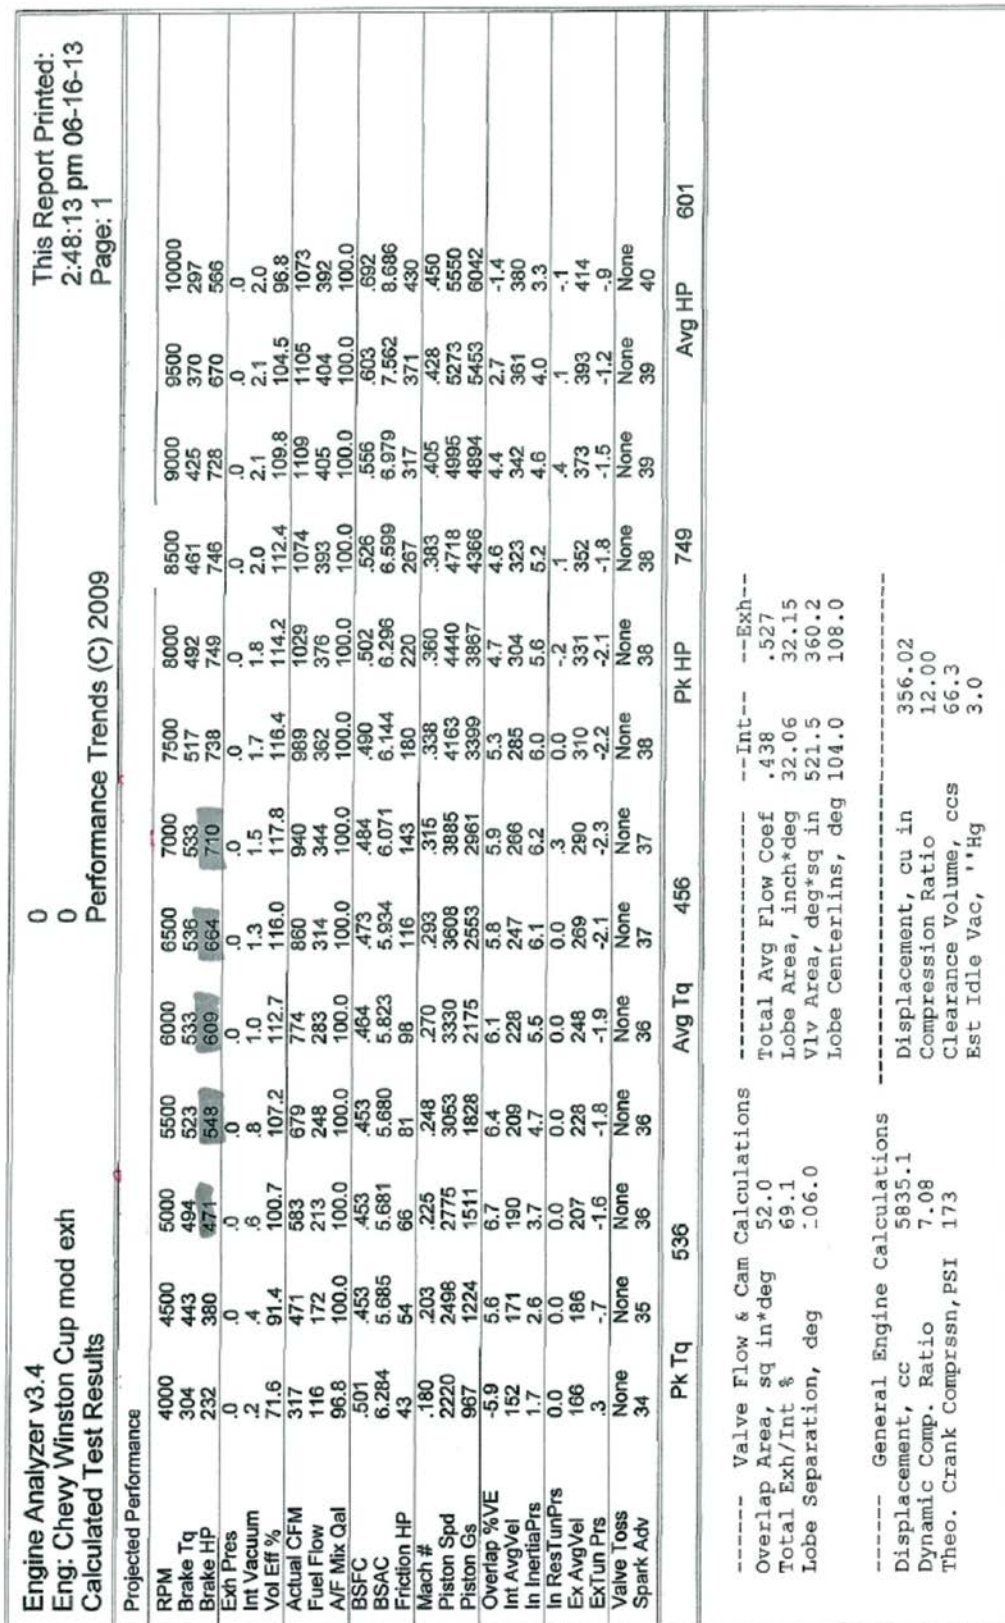 Engine Analyzer v3.4 0 This Report Printed:
Eng: Chevy Winston Cup mod exh 0 2:48:13 pm 06-16-13
Calculated Test Results Performance Trends (C) 2009 Page: 1
Projected Performance
RPM 4000 4500 5000 5500 6000 6500 7000 7500 8000 8500 9000 9500 10000
Brake Tq 304 443 494 523 533 536 533 517 492 461 425 370 297
Brake HP 232 380 471 548 609 664 710 738 749 746 728 670 566
Exh Pres .0 .0 .0 .0 .0 .0 .0 .0 .0 .0 .0 .0 .0
Int Vacuum .2 .4 .6 .8 1.0 1.3 1.5 1.7 1.8 2.0 2.1 2.1 2.0
Vol Eff % 71.6 91.4 100.7 107.2 112.7 116.0 117.8 116.4 114.2 112.4 109.8 104.5 96.8
Actual CFM 317 471 583 679 774 860 940 989 1029 1074 1109 1105 1073
Fuel Flow 116 172 213 248 283 314 344 362 376 393 405 404 392
A/F Mix Qal 96.8 100.0 100.0 100.0 100.0 100.0 100.0 100.0 100.0 100.0 100.0 100.0 100.0
BSFC .501 .453 .453 .453 .464 .473 .484 .490 .502 .526 .556 .603 .692
BSAC 6.284 5.685 5.681 5.680 5.823 5.934 6.071 6.144 6.296 6.599 6.979 7.562 8.686
Friction HP 43 54 66 81 98 116 143 180 220 267 317 371 430
Mach # .180 .203 .225 .248 .270 .293 .315 .338 .360 .383 .405 .428 .450
Piston Spd 2220 2498 2775 3053 3330 3608 3885 4163 4440 4718 4995 5273 5550
Piston Gs 967 1224 1511 1828 2175 2553 2961 3399 3867 4366 4894 5453 6042
Overlap %VE -5.9 5.6 6.7 6.4 6.1 5.8 5.9 5.3 4.7 4.6 4.4 2.7 -1.4
Int AvgVel 152 171 190 209 228 247 266 285 304 323 342 361 380
In InertiaPrs 1.7 2.6 3.7 4.7 5.5 6.1 6.2 6.0 5.6 5.2 4.6 4.0 3.3
In ResTunPrs 0.0 0.0 0.0 0.0 0.0 0.0 .3 0.0 -.2 .1 .4 .1 -.1
Ex AvgVel 166 186 207 228 248 269 290 310 331 352 373 393 414
ExTun Prs .3 -.7 -1.6 -1.8 -1.9 -2.1 -2.3 -2.2 -2.1 -1.8 -1.5 -1.2 -.9
Valve Toss None None None None None None None None None None None None None
Spark Adv 34 35 36 36 36 37 37 38 38 38 39 39 40
Pk Tq 536 Avg Tq 456 Pk HP 749 Avg HP 601
------ Valve Flow & Cam Calculations ---------------- --Int-- --Exh--
Overlap Area, sq in*deg 52.0 Total Avg Flow Coef .438 .527
Total Exh/Int % 69.1 Lobe Area, inch*deg 32.06 32.15
Lobe Separation, deg 106.0 Vlv Area, deg*sq in 521.5 360.2
Lobe Centerlins, deg 104.0 108.0
------ General Engine Calculations ------------------------------------
Displacement, cc 5835.1 Displacement, cu in 356.02
Dynamic Comp. Ratio 7.08 Compression Ratio 12.00
Theo. Crank Comprssn,PSI 173 Clearance Volume, ccs 66.3
Est Idle Vac, ''Hg 3.0